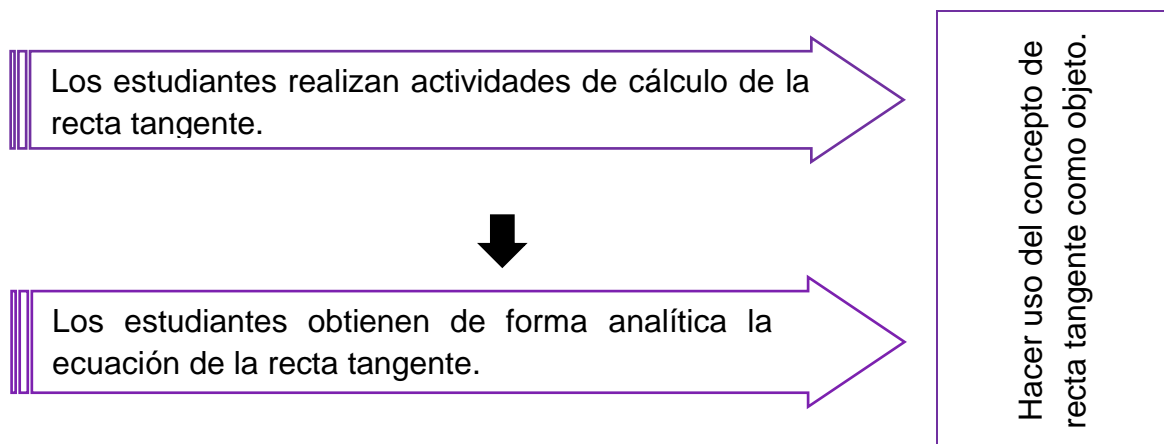 Los estudiantes realizan actividades de cálculo de la
recta tangente.
Los estudiantes obtienen de forma analítica la
ecuación de la recta tangente.
Hacer uso del concepto de
recta tangente como objeto.